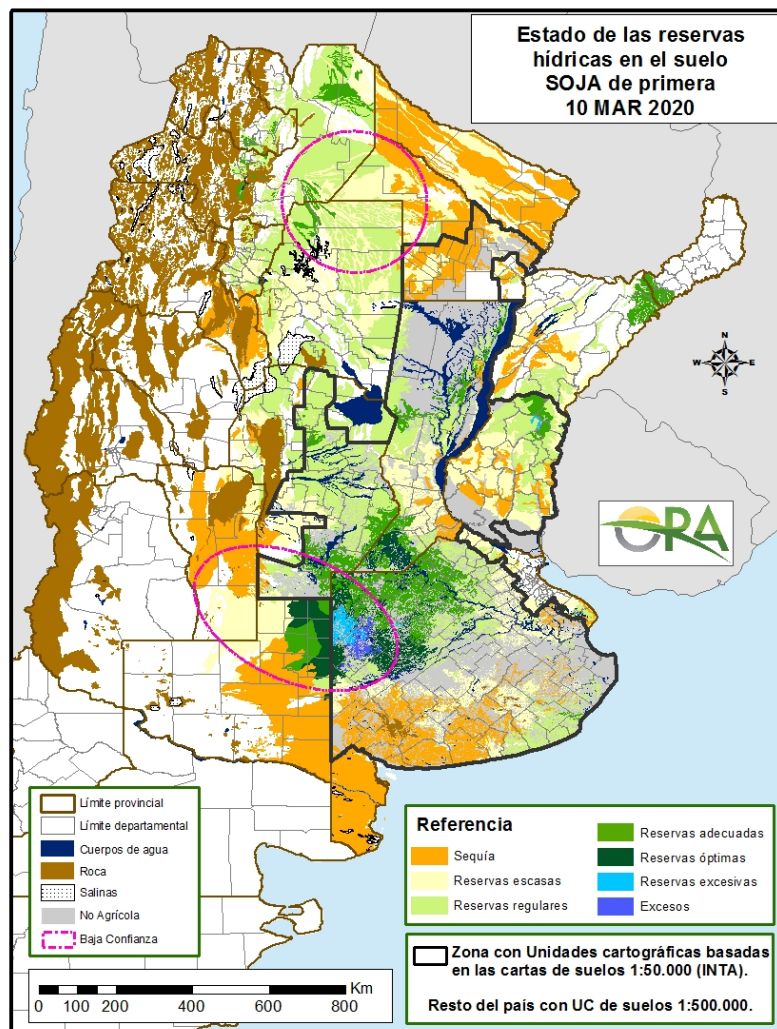 Estado de las reservas
hídricas en el suelo
SOJA de primera
10 MAR 2020
N
W
E
S
ORA
Límite provincial
Límite departamental
Cuerpos de agua
Roca
Salinas
No Agrícola
Baja Confianza
Referencia
Sequía
Reservas escasas
Reservas regulares
Reservas adecuadas
Reservas óptimas
Reservas excesivas
Excesos
Zona con Unidades cartográficas basadas
en las cartas de suelos 1:50.000 (INTA).
Resto del país con UC de suelos 1:500.000.
Km
0 100 200 400 600 800